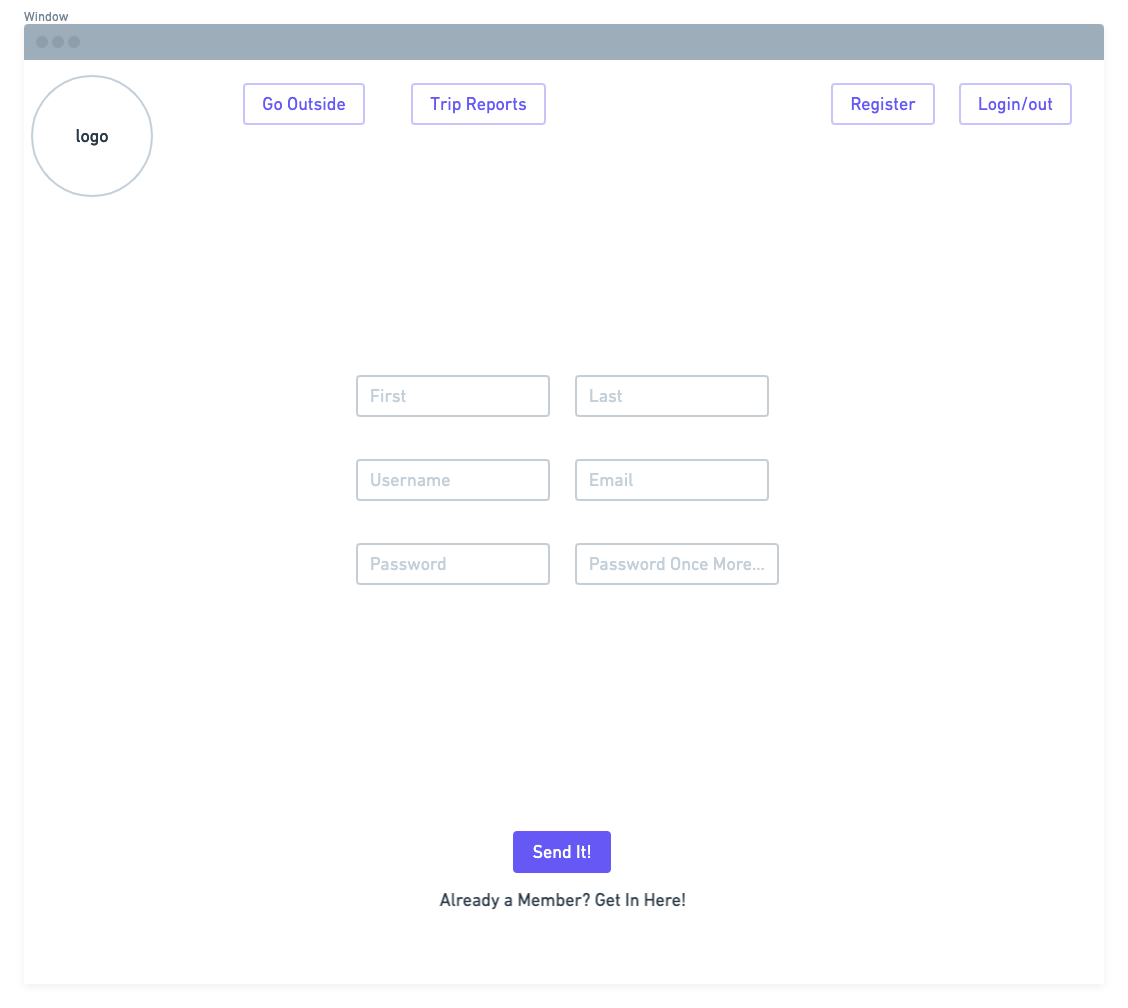 Window
logo
Go Outside
Trip Reports
Register
Login/out
First
Last
Username
Email
Password
Password Once More...
Send It!
Already a Member? Get In Here!